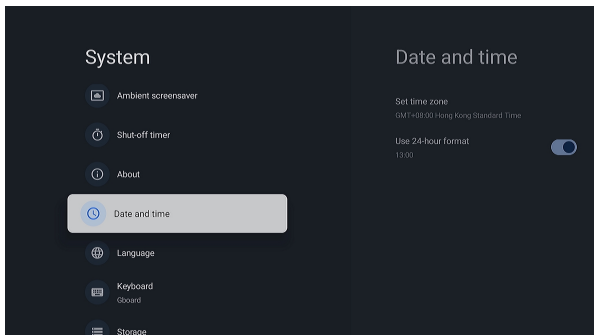 System
Ambient screensaver
Shut-off timer
About
Date and time
Language
Keyboard
Gboard
Storage
Date and time
Set time zone
GMT+08:00 Hong Kong Standard Time
Use 24-hour format
13:00